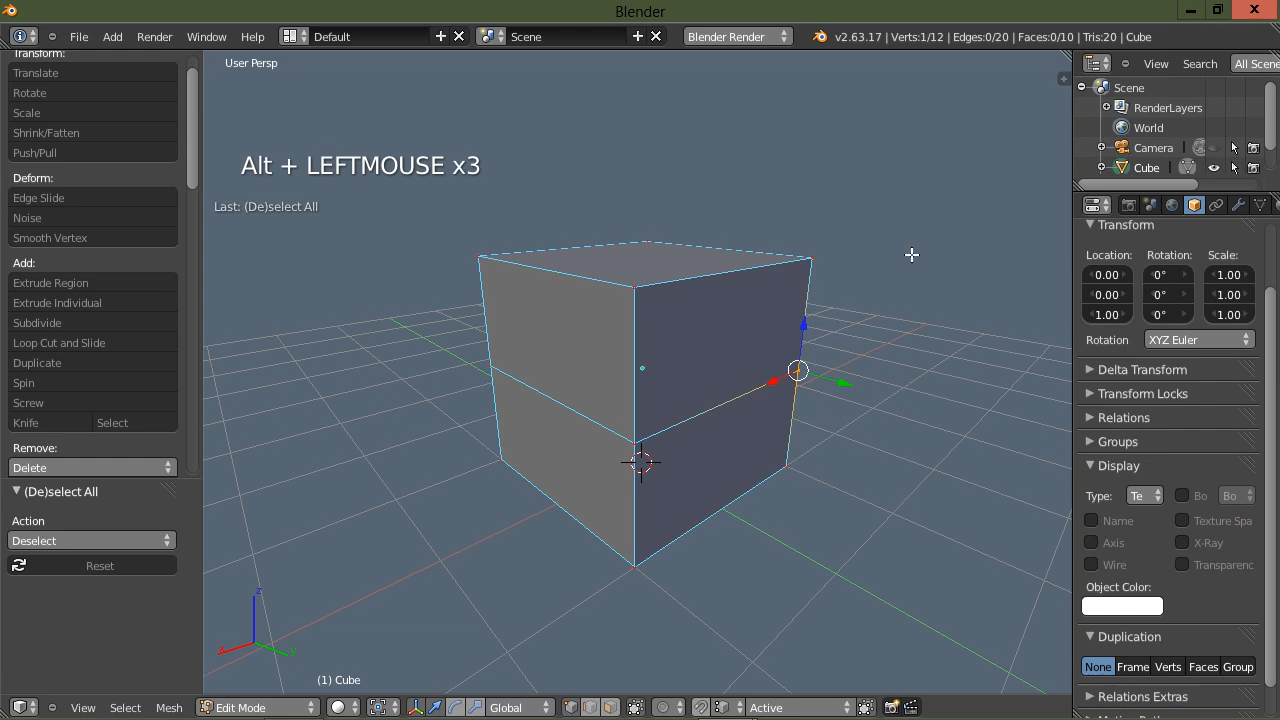 Blender
File Add Render Window Help Default Scene Blender Render v2.63.17 | Verts:1/12 | Edges:0/20 | Faces:0/10 | Tris:20 | Cube
Transform:
Translate
Rotate
Scale
Shrink/Fatten
Push/Pull
Deform:
Edge Slide
Noise
Smooth Vertex
Add:
Extrude Region
Extrude Individual
Subdivide
Loop Cut and Slide
Duplicate
Spin
Screw
Knife Select
Remove:
Delete
(De)select All
Action
Deselect
Reset
User Persp
Alt + LEFTMOUSE x3
Last: (De)select All
z
x
y
(1) Cube
View Search All Scene
Scene
RenderLayers
World
Camera
Cube
Transform
Location: Rotation: Scale:
0.00 0° 1.00
0.00 0° 1.00
1.00 0° 1.00
Rotation XYZ Euler
Delta Transform
Transform Locks
Relations
Groups
Display
Type: Te Bo Bo
Name Texture Spa
Axis X-Ray
Wire Transparenc
Object Color:
Duplication
None Frame Verts Faces Group
Relations Extras
View Select Mesh Edit Mode Global Active